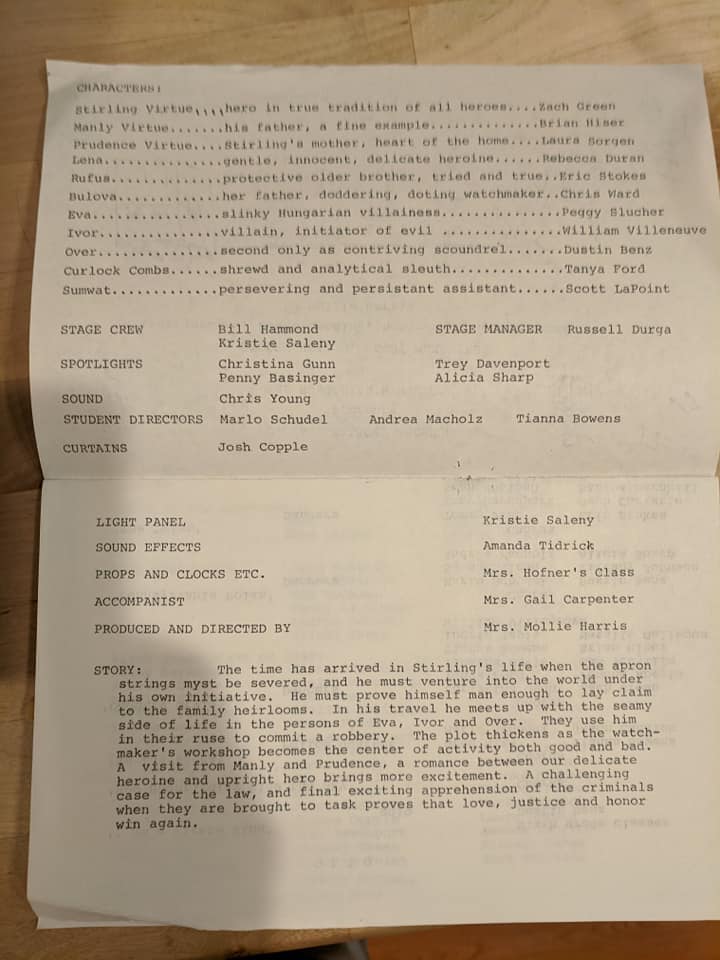 CHARACTERS:
Stirling Virtue,,,,hero in true tradition of all heroes....Zach Green
Manly Virtue.......his father, a fine example..............Brian Hiser
Prudence Virtue....Stirling's mother, heart of the home....Laura Sorgen
Lena...............gentle, innocent, delicate heroine......Rebecca Duran
Rufus..............protective older brother, tried and true..Eric Stokes
Bulova.............her father, doddering, doting watchmaker..Chris Ward
Eva................slinky Hungarian villainess...............Peggy Slucher
Ivor...............villain, initiator of evil ...............William Villeneuve
Over...............second only as contriving scoundrel.......Dustin Benz
Curlock Combs......shrewd and analytical sleuth..............Tanya Ford
Sumwat.............persevering and persistant assistant......Scott LaPoint
STAGE CREW Bill Hammond STAGE MANAGER Russell Durga
Kristie Saleny
SPOTLIGHTS Christina Gunn Trey Davenport
Penny Basinger Alicia Sharp
SOUND Chris Young
STUDENT DIRECTORS Marlo Schudel Andrea Macholz Tianna Bowens
CURTAINS Josh Copple
LIGHT PANEL Kristie Saleny
SOUND EFFECTS Amanda Tidrick
PROPS AND CLOCKS ETC. Mrs. Hofner's Class
ACCOMPANIST Mrs. Gail Carpenter
PRODUCED AND DIRECTED BY Mrs. Mollie Harris
STORY: The time has arrived in Stirling's life when the apron
strings myst be severed, and he must venture into the world under
his own initiative. He must prove himself man enough to lay claim
to the family heirlooms. In his travel he meets up with the seamy
side of life in the persons of Eva, Ivor and Over. They use him
in their ruse to commit a robbery. The plot thickens as the watch-
maker's workshop becomes the center of activity both good and bad.
A visit from Manly and Prudence, a romance between our delicate
heroine and upright hero brings more excitement. A challenging
case for the law, and final exciting apprehension of the criminals
when they are brought to task proves that love, justice and honor
win again.